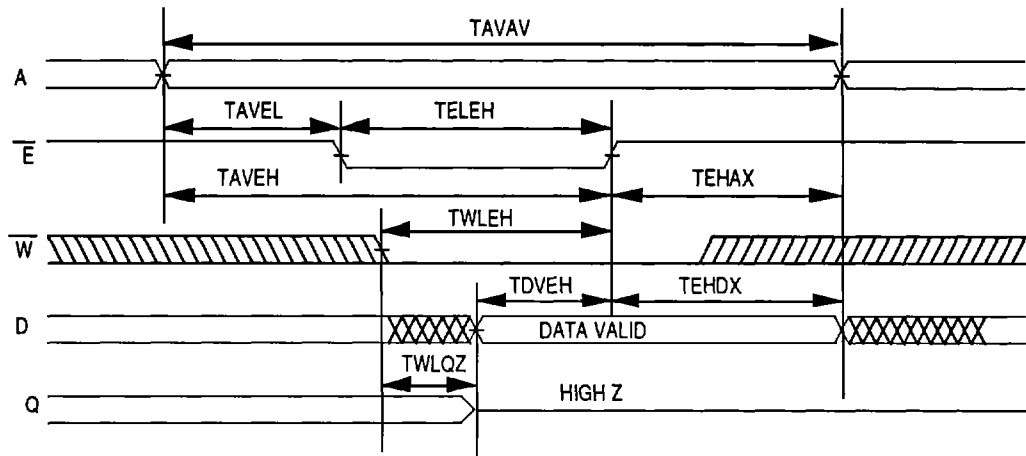 TAVAV
A
TAVEL TELEH
E
TAVEH TEHAX
TWLEH
W
TDVEH TEHDX
D DATA VALID
TWLQZ
Q HIGH Z